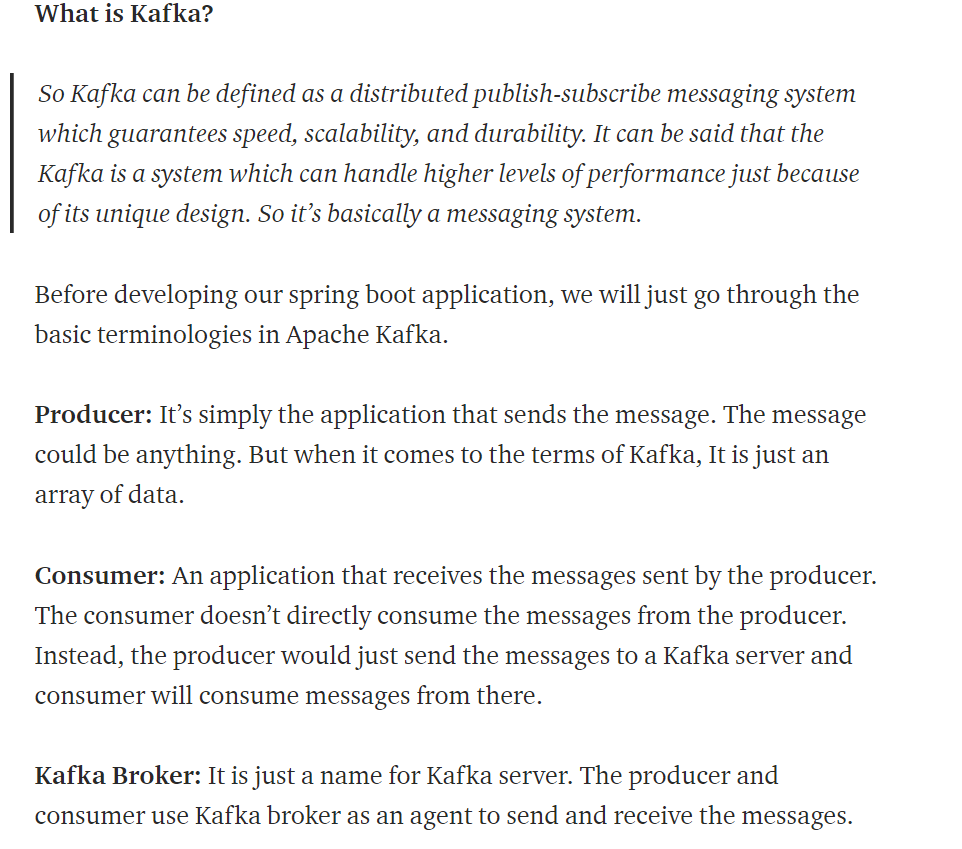 What is Kafka?
So Kafka can be defined as a distributed publish-subscribe messaging system
which guarantees speed, scalability, and durability. It can be said that the
Kafka is a system which can handle higher levels of performance just because
of its unique design. So it’s basically a messaging system.
Before developing our spring boot application, we will just go through the
basic terminologies in Apache Kafka.
Producer: It’s simply the application that sends the message. The message
could be anything. But when it comes to the terms of Kafka, It is just an
array of data.
Consumer: An application that receives the messages sent by the producer.
The consumer doesn’t directly consume the messages from the producer.
Instead, the producer would just send the messages to a Kafka server and
consumer will consume messages from there.
Kafka Broker: It is just a name for Kafka server. The producer and
consumer use Kafka broker as an agent to send and receive the messages.